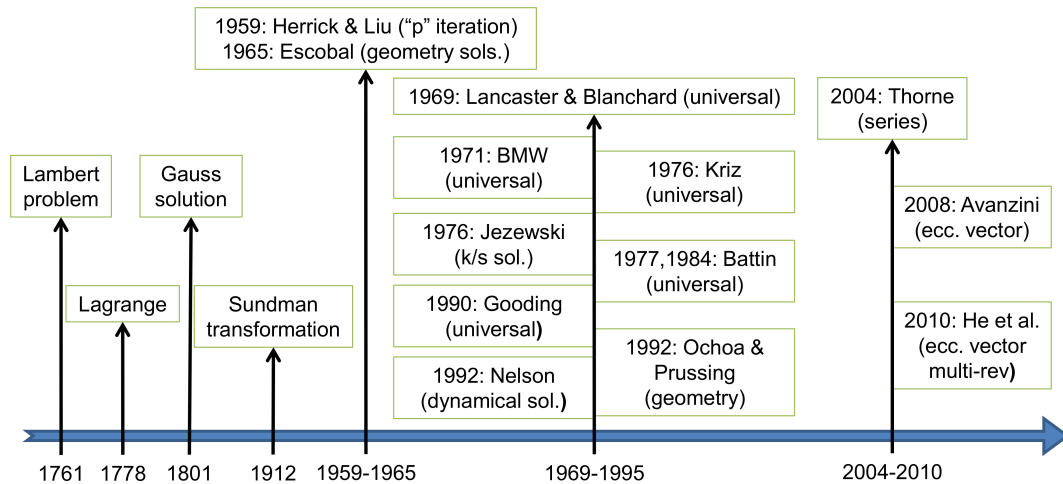 1959: Herrick & Liu (“p” iteration)
1965: Escobal (geometry sols.)
1969: Lancaster & Blanchard (universal)
2004: Thorne
(series)
1971: BMW
(universal)
1976: Kriz
(universal)
Lambert
problem
Gauss
solution
2008: Avanzini
(ecc. vector)
1976: Jezewski
(k/s sol.)
1977,1984: Battin
(universal)
Lagrange
Sundman
transformation
1990: Gooding
(universal)
2010: He et al.
(ecc. vector
multi-rev)
1992: Ochoa &
Prussing
(geometry)
1992: Nelson
(dynamical sol.)
1761
1778
1801
1912
1959-1965
1969-1995
2004-2010